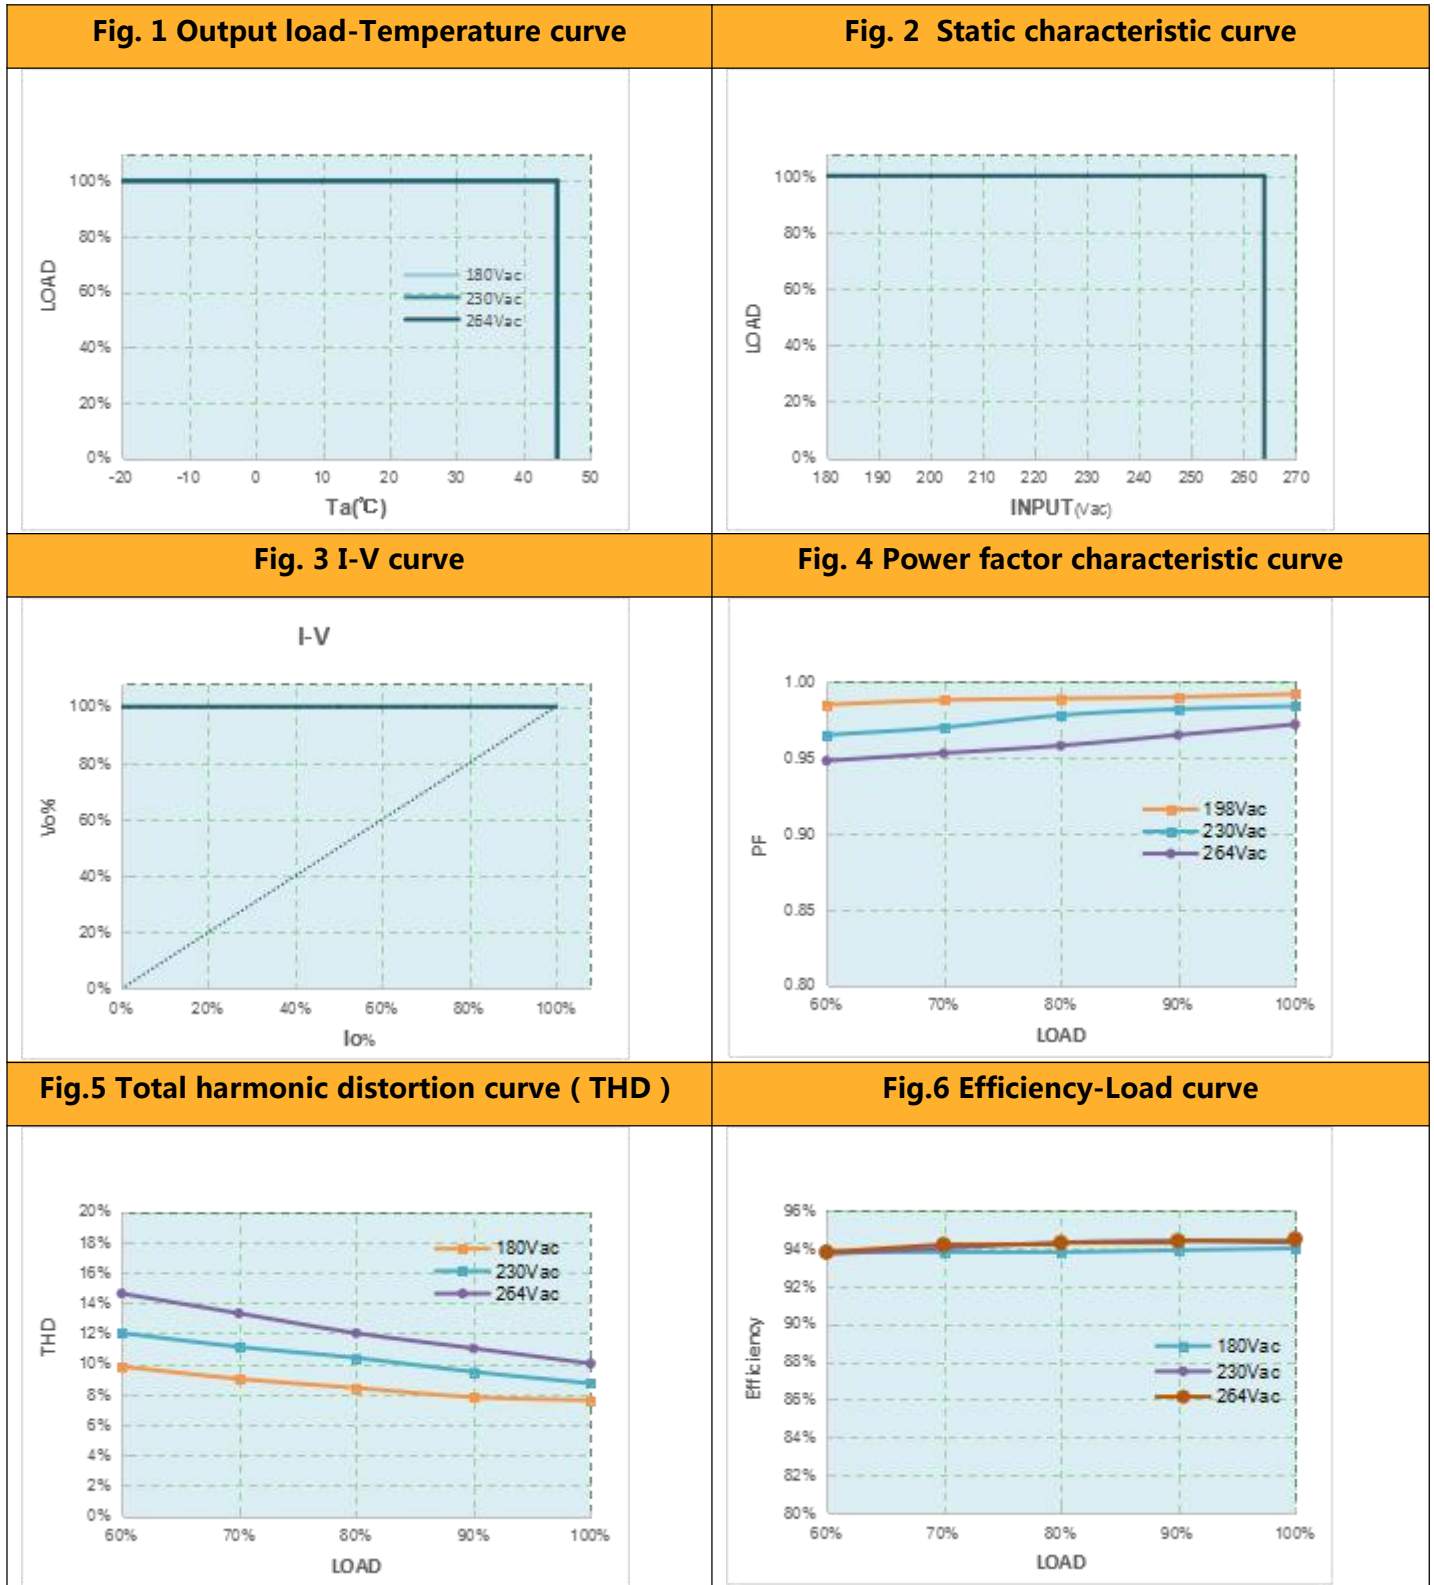 Fig. 1 Output load-Temperature curve
Fig. 2 Static characteristic curve
100%
80%
60%
40%
20%
0%
LOAD
180Vac
230Vac
264Vac
-20 -10 0 10 20 30 40 50
Ta(℃)
100%
80%
60%
40%
20%
0%
LOAD
180 190 200 210 220 230 240 250 260 270
INPUT(Vac)
Fig. 3 I-V curve
Fig. 4 Power factor characteristic curve
I-V
100%
80%
60%
40%
20%
0%
Vo%
0% 20% 40% 60% 80% 100%
Io%
1.00
0.95
0.90
0.85
0.80
PF
198Vac
230Vac
264Vac
60% 70% 80% 90% 100%
LOAD
Fig.5 Total harmonic distortion curve ( THD )
Fig.6 Efficiency-Load curve
20%
18%
16%
14%
12%
10%
8%
6%
4%
2%
0%
THD
180Vac
230Vac
264Vac
60% 70% 80% 90% 100%
LOAD
96%
94%
92%
90%
88%
86%
84%
82%
80%
Efficiency
180Vac
230Vac
264Vac
60% 70% 80% 90% 100%
LOAD